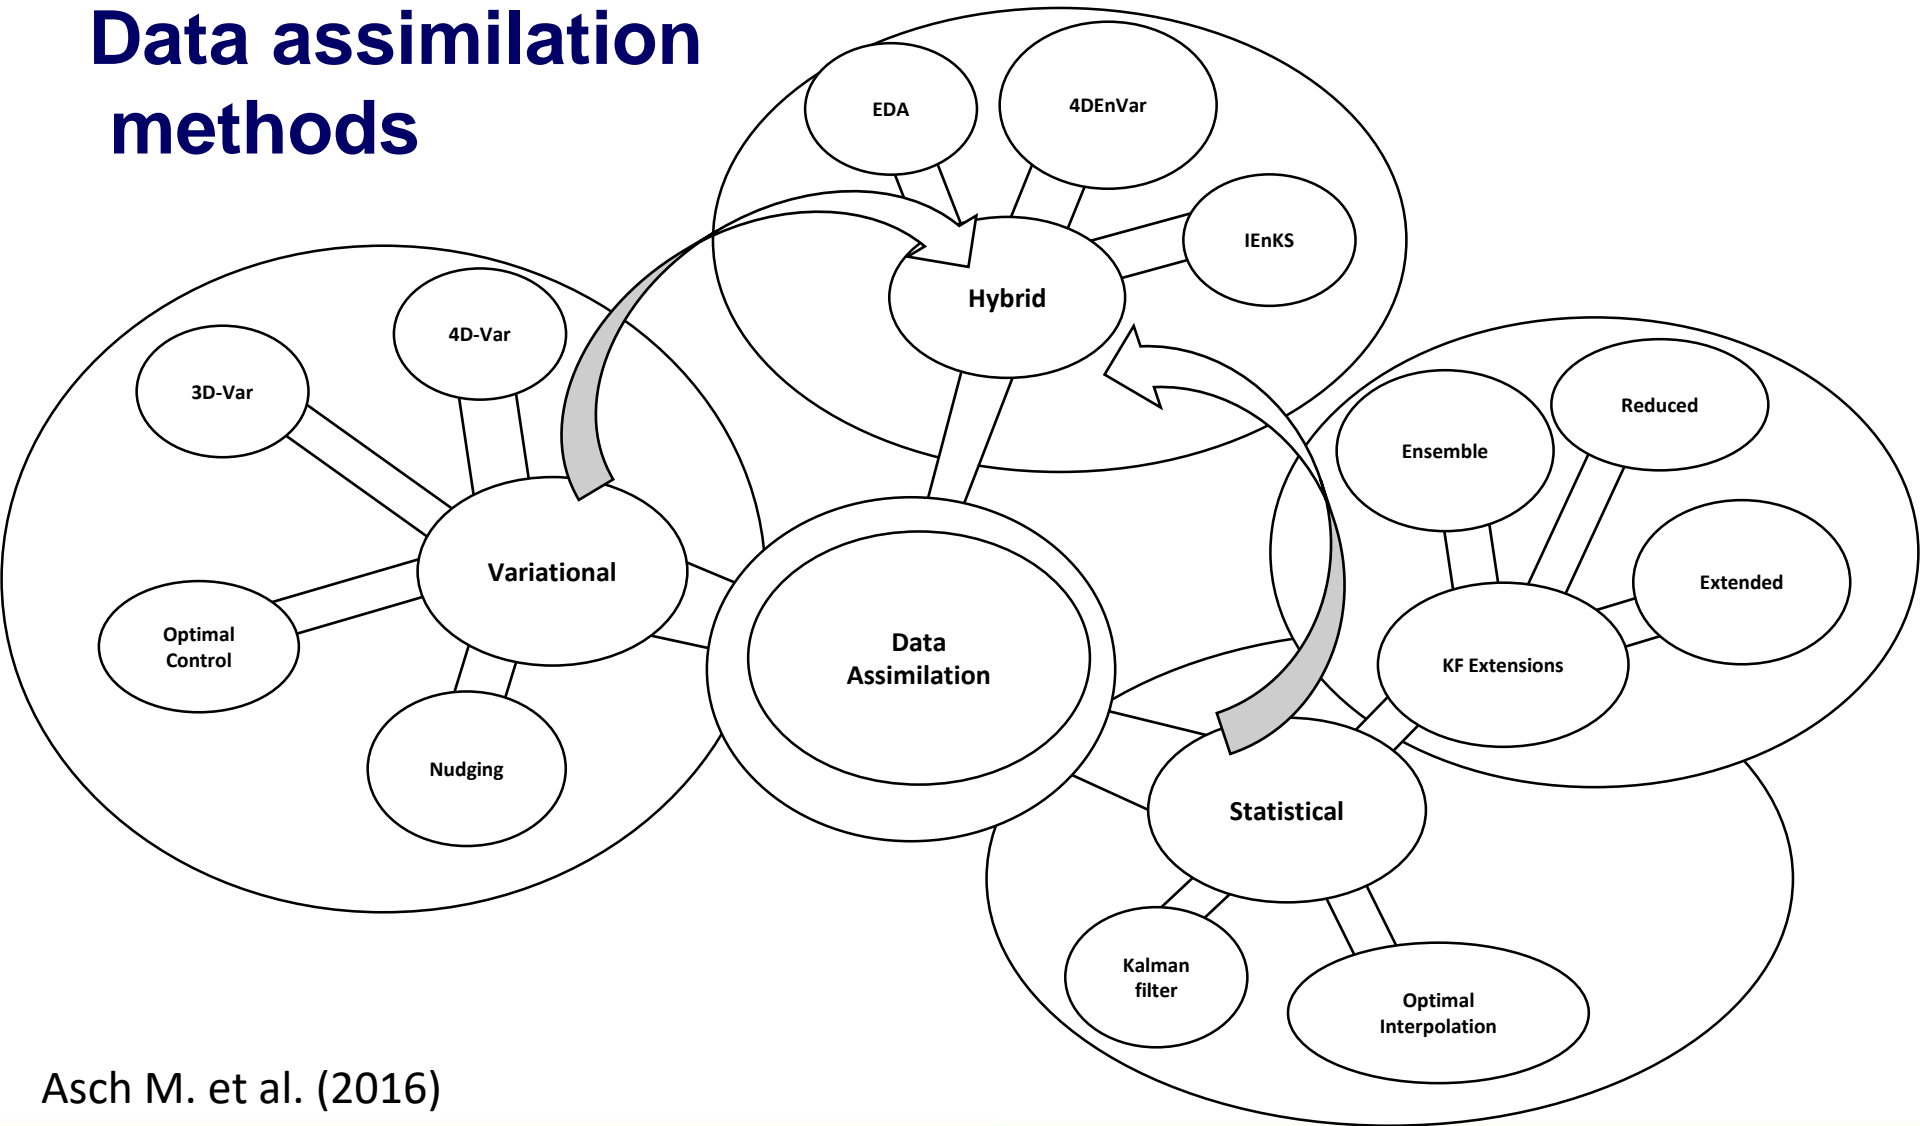 Data assimilation
methods
EDA
4DEnVar
IEnKS
Hybrid
4D-Var
3D-Var
Variational
Optimal
Control
Nudging
Data
Assimilation
Ensemble
Reduced
Extended
KF Extensions
Statistical
Kalman
filter
Optimal
Interpolation
Asch M. et al. (2016)